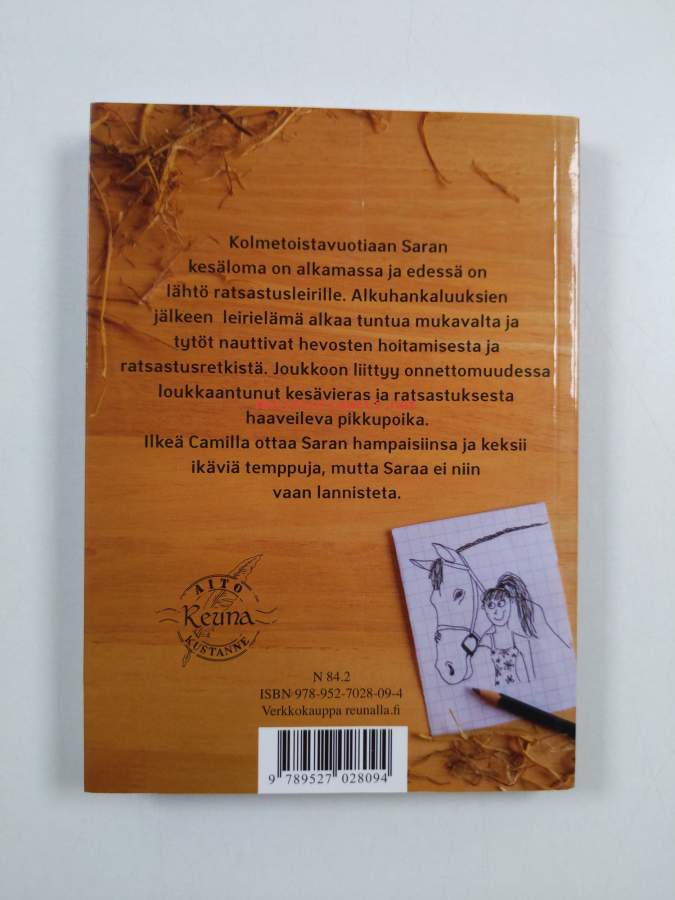 Kolmetoistavuotiaan Saran
kesäloma on alkamassa ja edessä on
lähtö ratsastusleirille. Alkuhankaluuksien
jälkeen leirielämä alkaa tuntua mukavalta ja
tytöt nauttivat hevosten hoitamisesta ja
ratsastusretkistä. Joukkoon liittyy onnettomuudessa
loukkaantunut kesävieras ja ratsastuksesta
haaveileva pikkupoika.
Ilkeä Camilla ottaa Saran hampaisiinsa ja keksii
ikäviä temppuja, mutta Saraa ei niin
vaan lannisteta.
AITO
Reuna
KUSTANNE
N 84.2
ISBN 978-952-7028-09-4
Verkkokauppa reunalla.fi
9 789527 028094